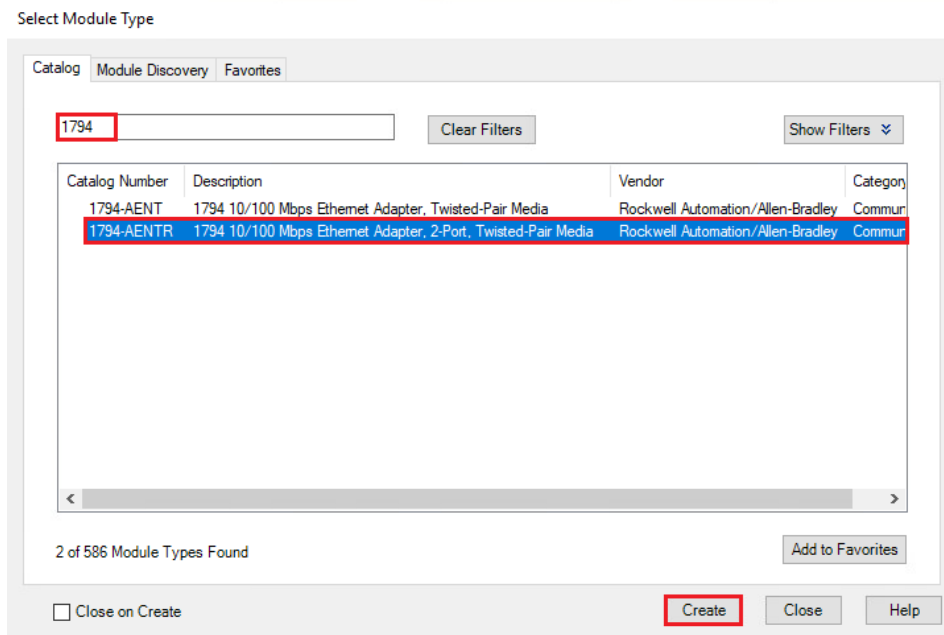 Select Module Type
Catalog Module Discovery Favorites
1794 Clear Filters Show Filters
Catalog Number Description Vendor Category
1794-AENT 1794 10/100 Mbps Ethernet Adapter, Twisted-Pair Media Rockwell Automation/Allen-Bradley Commun
1794-AENTR 1794 10/100 Mbps Ethernet Adapter, 2-Port, Twisted-Pair Media Rockwell Automation/Allen-Bradley Commun
2 of 586 Module Types Found Add to Favorites
Close on Create Create Close Help